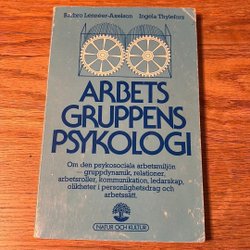 Barbro Lennéer-Axelson Ingela Thylefors
ARBETS
GRUPPENS
PSYKOLOGI
Om den psykosociala arbetsmiljön
– gruppdynamik, relationer,
arbetsroller, kommunikation, ledarskap,
olikheter i personlighetsdrag och
arbetssätt.
NATUR OCH KULTUR